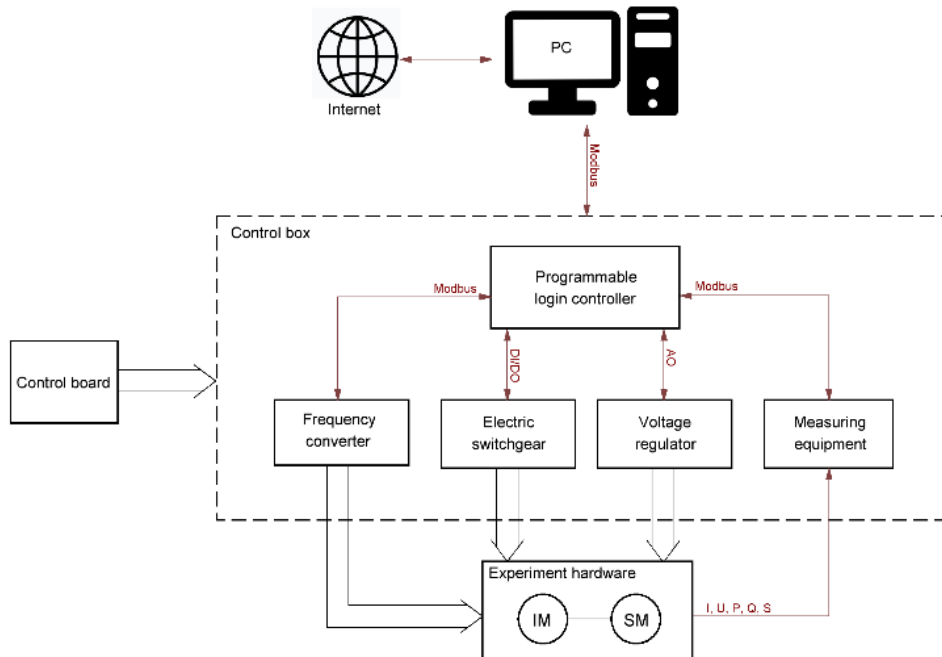 PC
Internet
Modbus
Control box
Programmable
login controller
Modbus
Modbus
DI/DO
AO
Control board
Frequency
converter
Electric
switchgear
Voltage
regulator
Measuring
equipment
Experiment hardware
IM
SM
I, U, P, Q, S